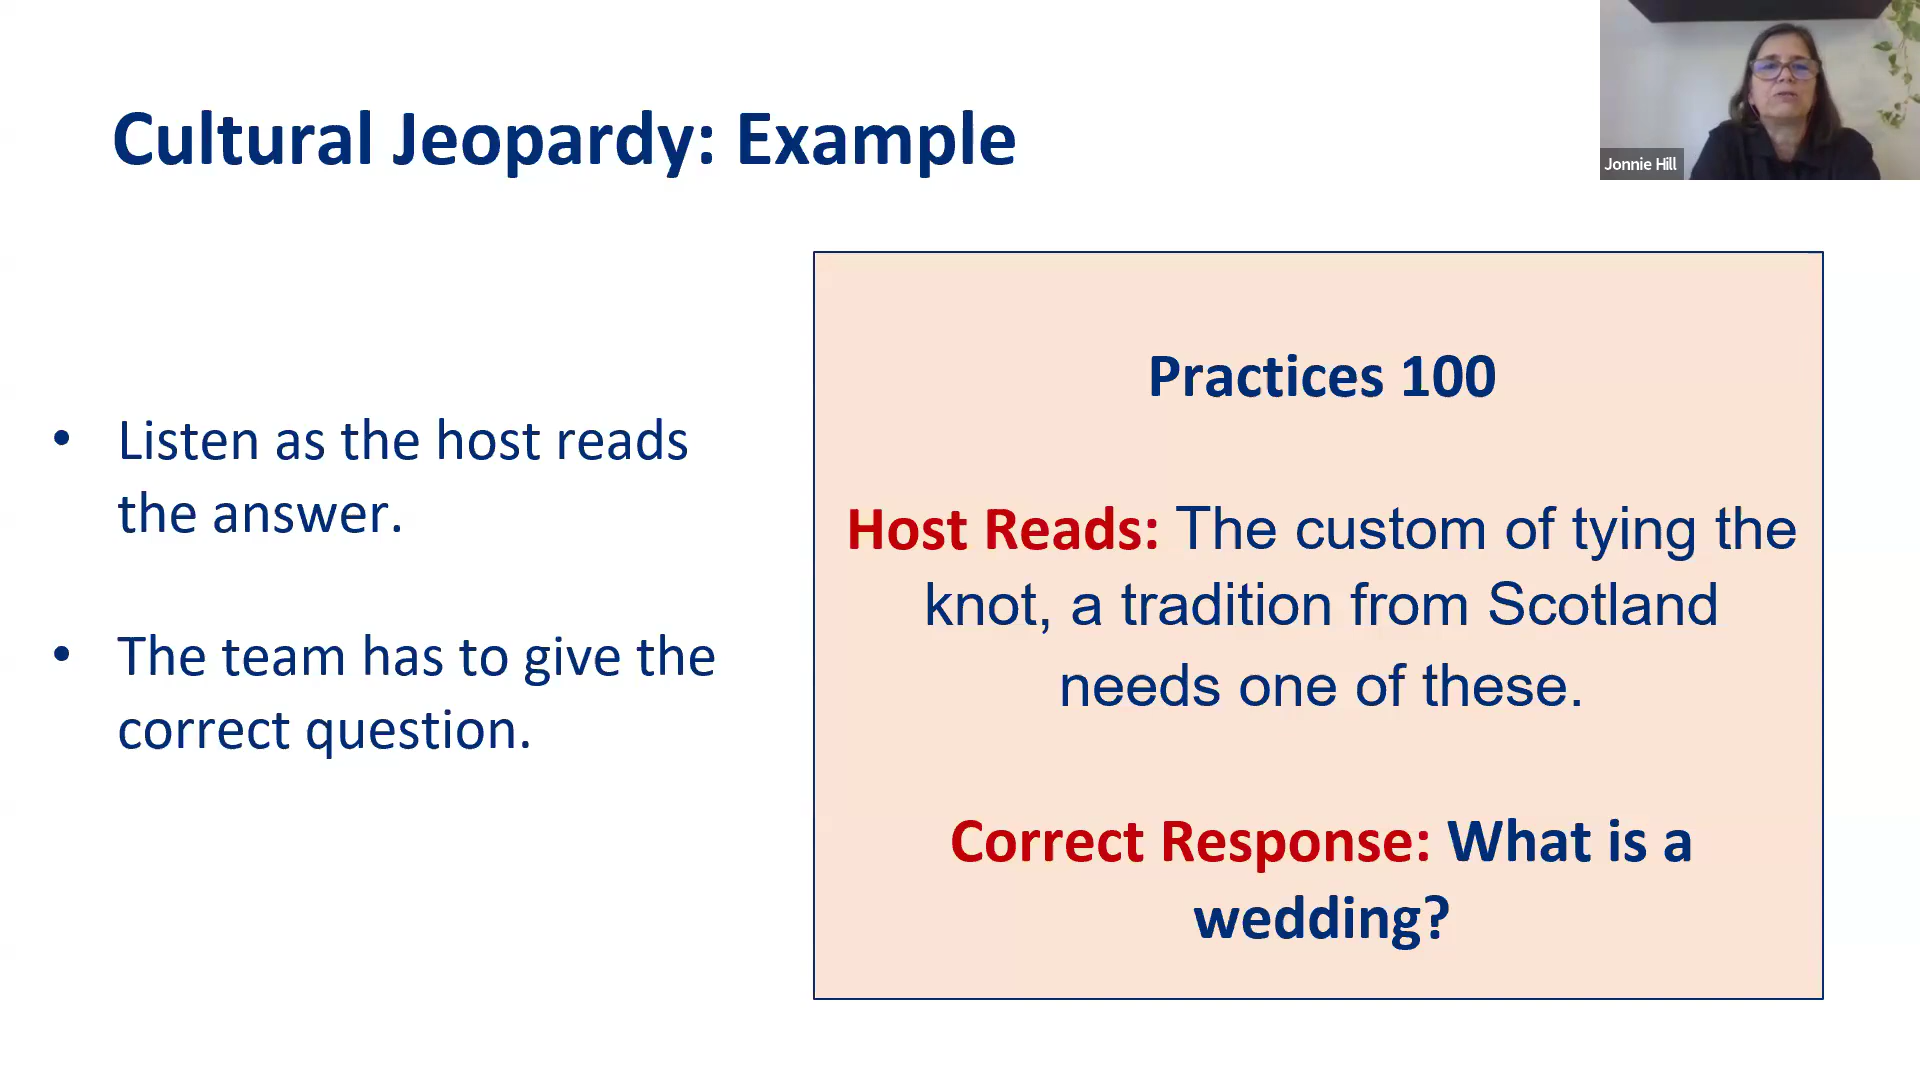 Cultural Jeopardy: Example
Jonnie Hill
• Listen as the host reads
the answer.
• The team has to give the
correct question.
Practices 100
Host Reads: The custom of tying the
knot, a tradition from Scotland
needs one of these.
Correct Response: What is a
wedding?